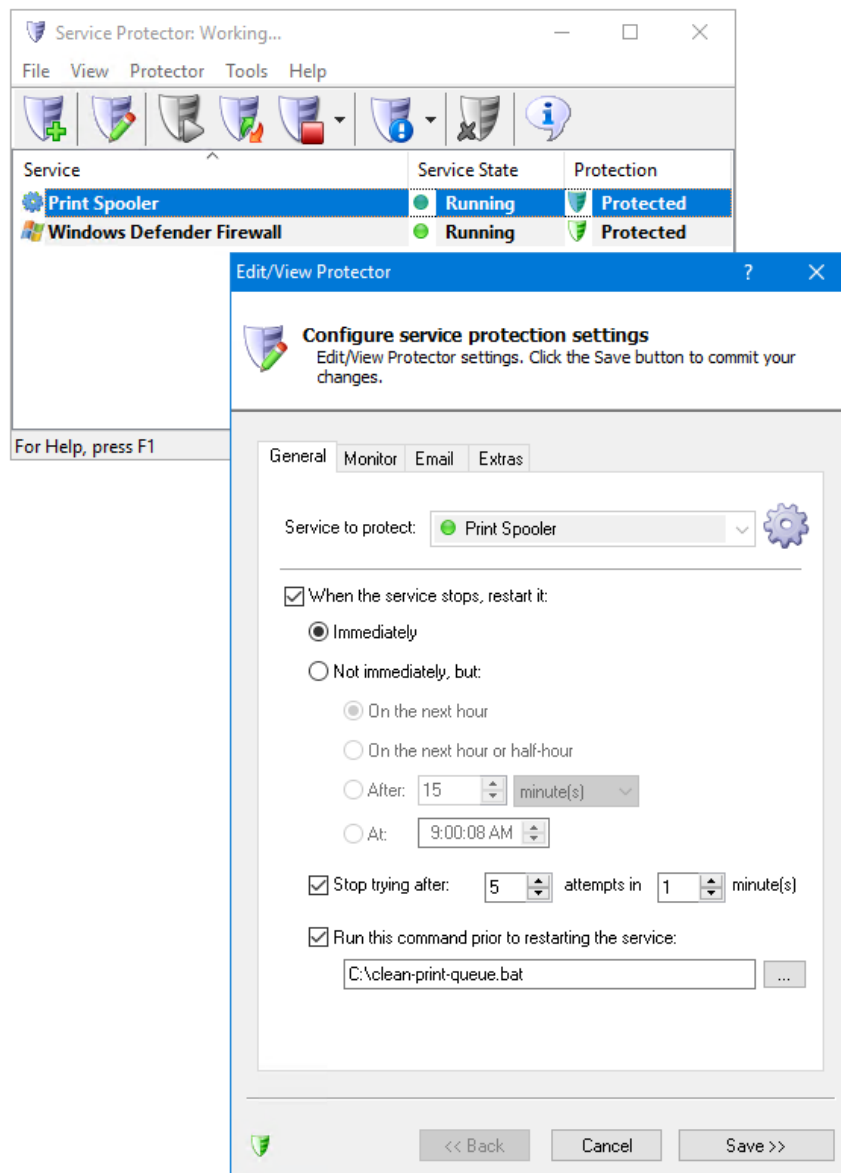 Service Protector: Working...
File View Protector Tools Help
Service Service State Protection
Print Spooler Running Protected
Windows Defender Firewall Running Protected
For Help, press F1
Edit/View Protector ?
Configure service protection settings
Edit/View Protector settings. Click the Save button to commit your
changes.
General Monitor Email Extras
Service to protect: Print Spooler
When the service stops, restart it:
Immediately
Not immediately, but:
On the next hour
On the next hour or half-hour
After: 15 minute(s)
At: 9:00:08 AM
Stop trying after: 5 attempts in 1 minute(s)
Run this command prior to restarting the service:
C:\clean-print-queue.bat ...
<< Back Cancel Save >>